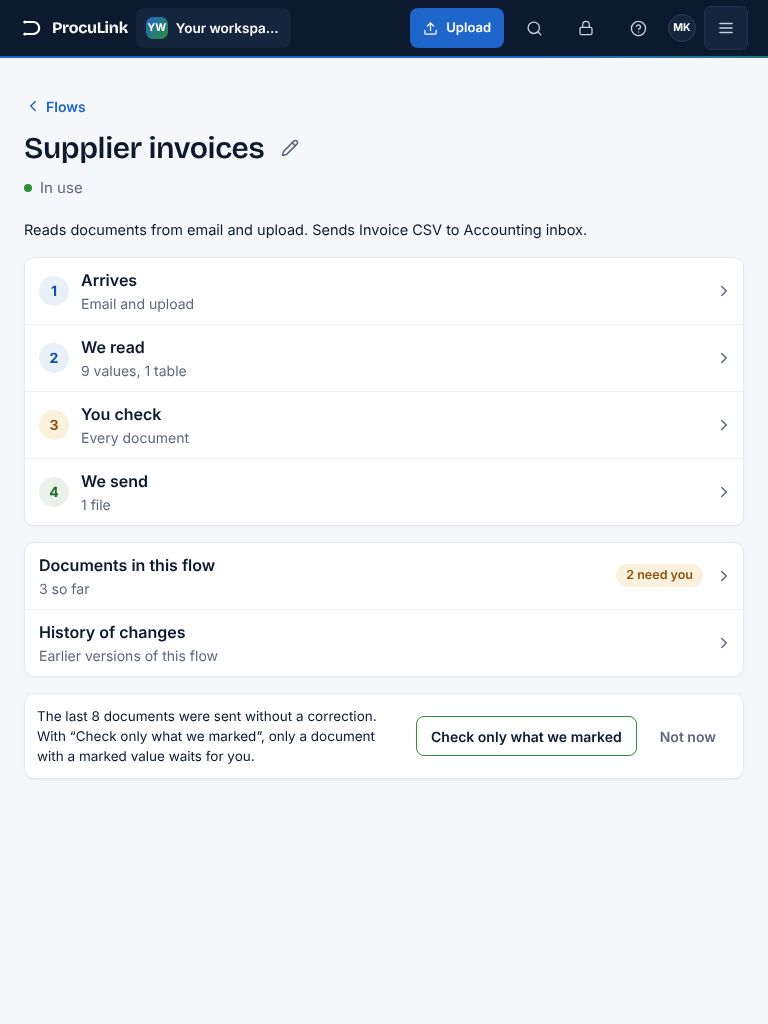 ProcuLink
YW
Your workspa...
Upload
MK
Flows
Supplier invoices
In use
Reads documents from email and upload. Sends Invoice CSV to Accounting inbox.
1
Arrives
Email and upload
2
We read
9 values, 1 table
3
You check
Every document
4
We send
1 file
Documents in this flow
3 so far
2 need you
History of changes
Earlier versions of this flow
The last 8 documents were sent without a correction.
With “Check only what we marked”, only a document
with a marked value waits for you.
Check only what we marked
Not now